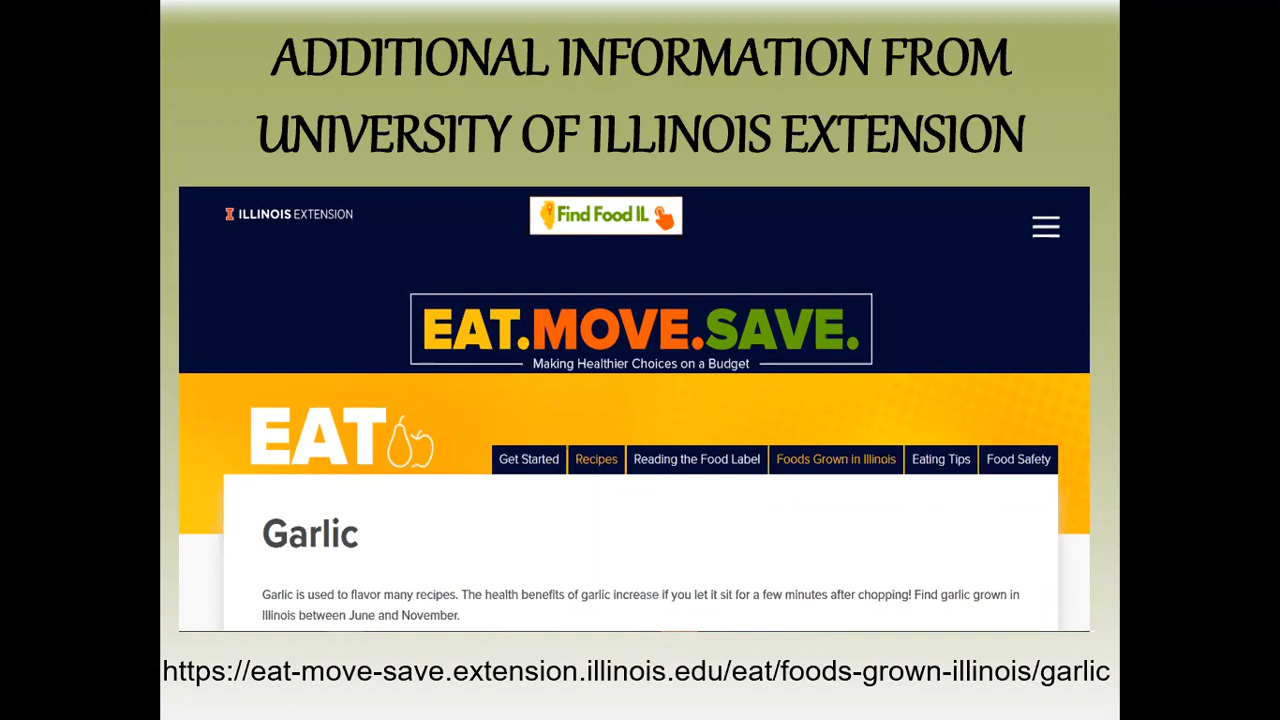 ADDITIONAL INFORMATION FROM
UNIVERSITY OF ILLINOIS EXTENSION
I ILLINOIS EXTENSION
Find Food IL
EAT.MOVE.SAVE.
Making Healthier Choices on a Budget
EAT
Get Started Recipes Reading the Food Label Foods Grown in Illinois Eating Tips Food Safety
Garlic
Garlic is used to flavor many recipes. The health benefits of garlic increase if you let it sit for a few minutes after chopping! Find garlic grown in
Illinois between June and November.
https://eat-move-save.extension.illinois.edu/eat/foods-grown-illinois/garlic